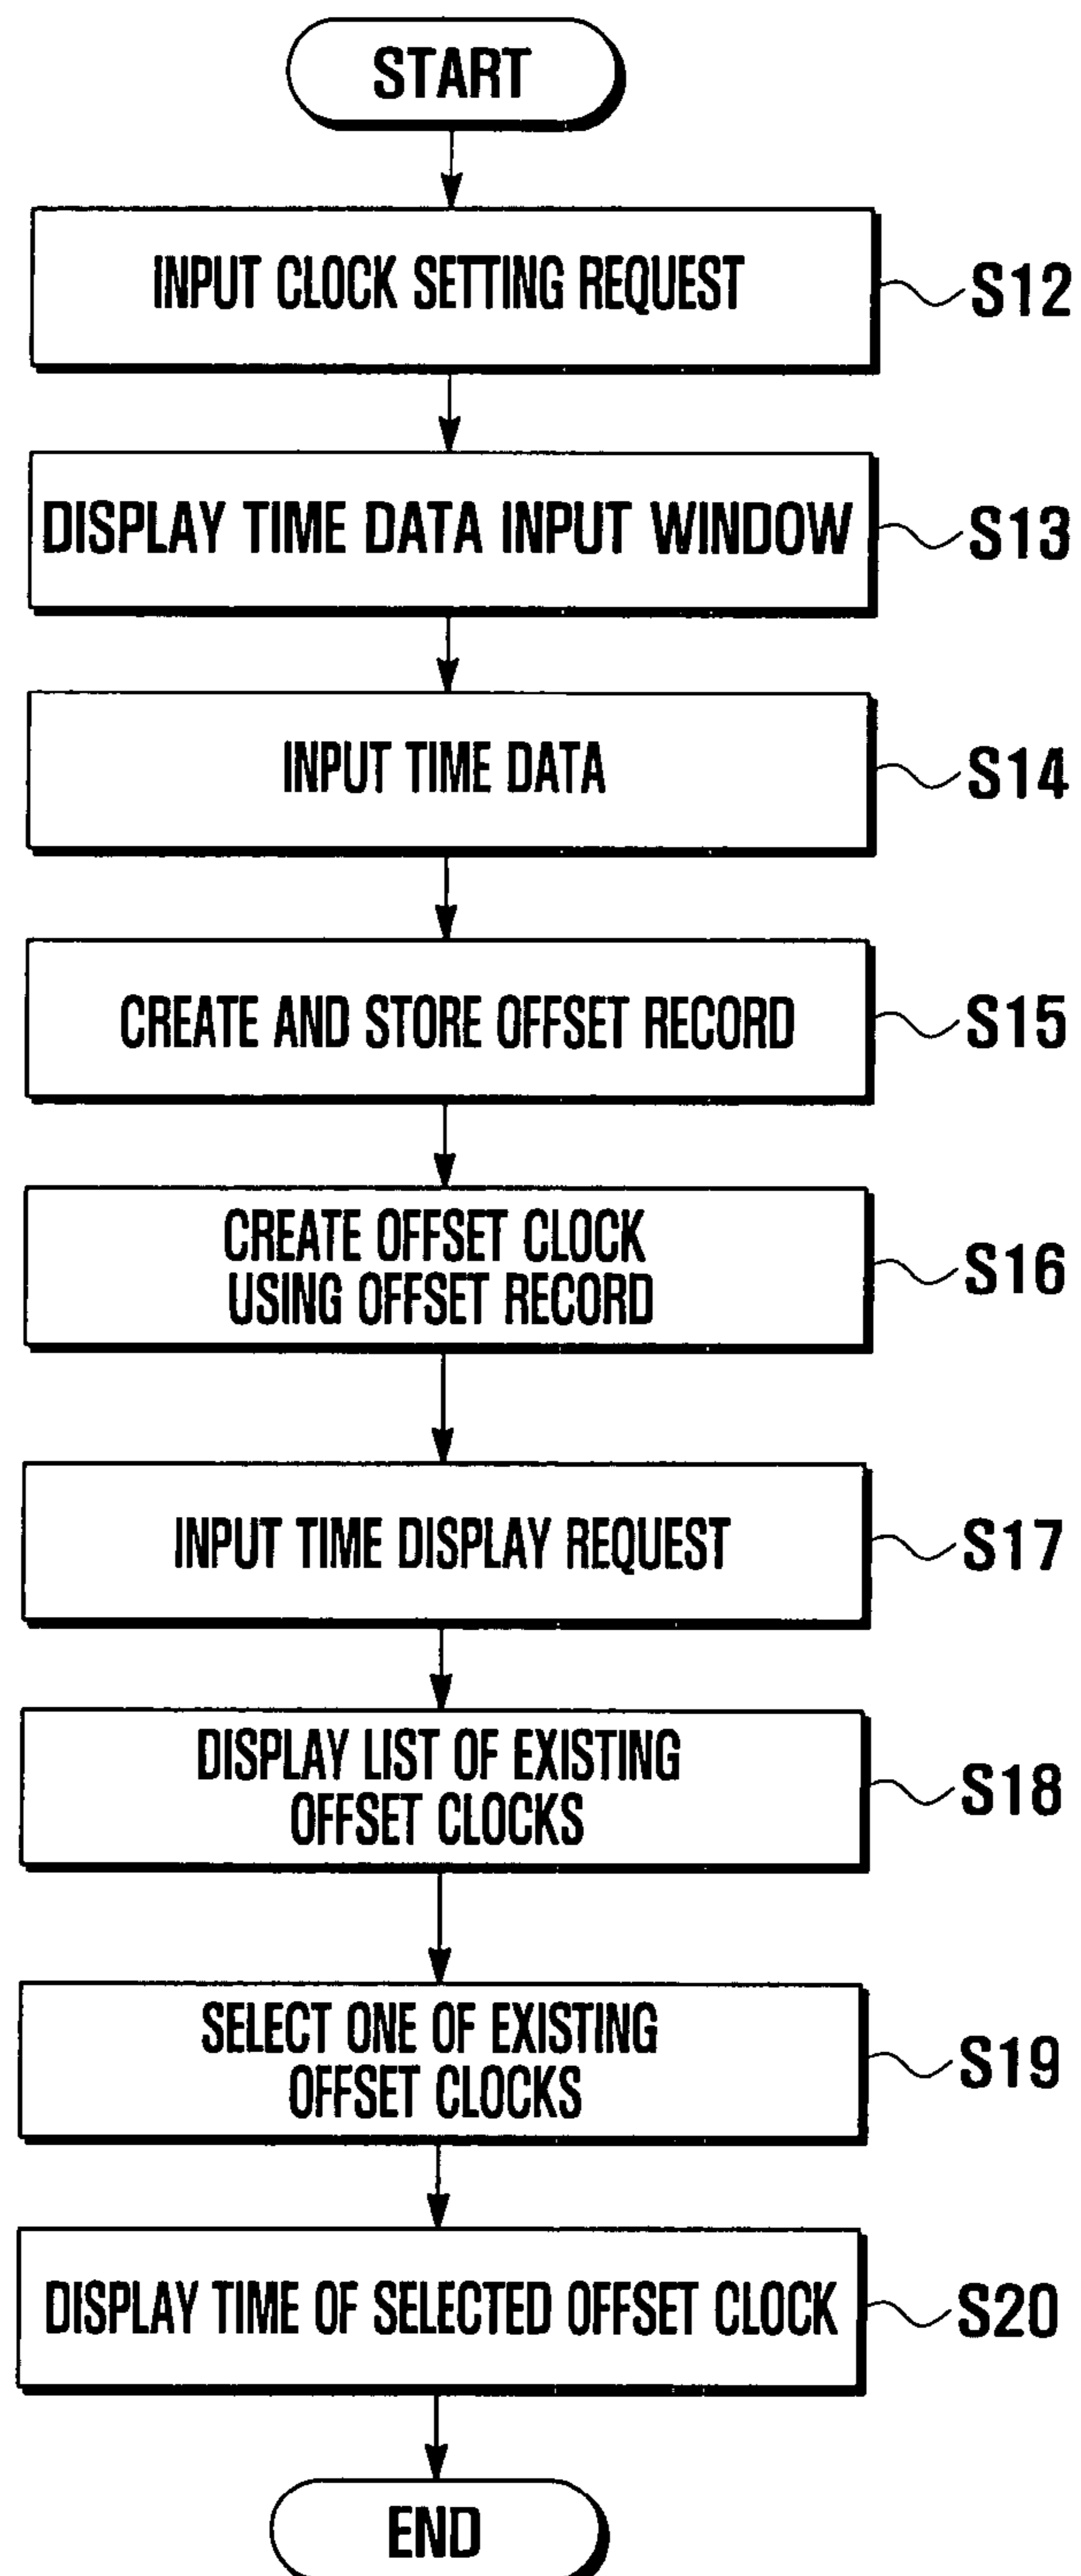 START
INPUT CLOCK SETTING REQUEST
S12
DISPLAY TIME DATA INPUT WINDOW
S13
INPUT TIME DATA
S14
CREATE AND STORE OFFSET RECORD
S15
CREATE OFFSET CLOCK
USING OFFSET RECORD
S16
INPUT TIME DISPLAY REQUEST
S17
DISPLAY LIST OF EXISTING
OFFSET CLOCKS
S18
SELECT ONE OF EXISTING
OFFSET CLOCKS
S19
DISPLAY TIME OF SELECTED OFFSET CLOCK
S20
END